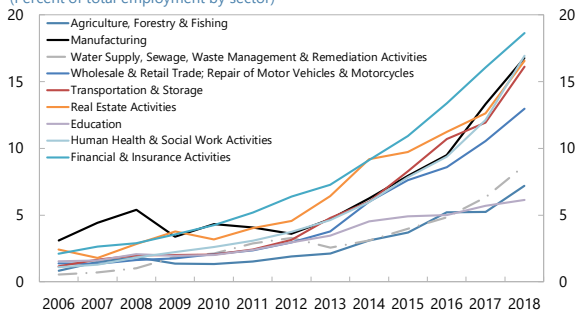 (Percent of total employment by sector)
20 20
Agriculture, Forestry & Fishing
Manufacturing
Water Supply, Sewage, Waste Management & Remediation Activities
Wholesale & Retail Trade; Repair of Motor Vehicles & Motorcycles
15 15
Transportation & Storage
Real Estate Activities
Education
Human Health & Social Work Activities
10 10
Financial & Insurance Activities
5 5
0 0
2006 2007 2008 2009 2010 2011 2012 2013 2014 2015 2016 2017 2018